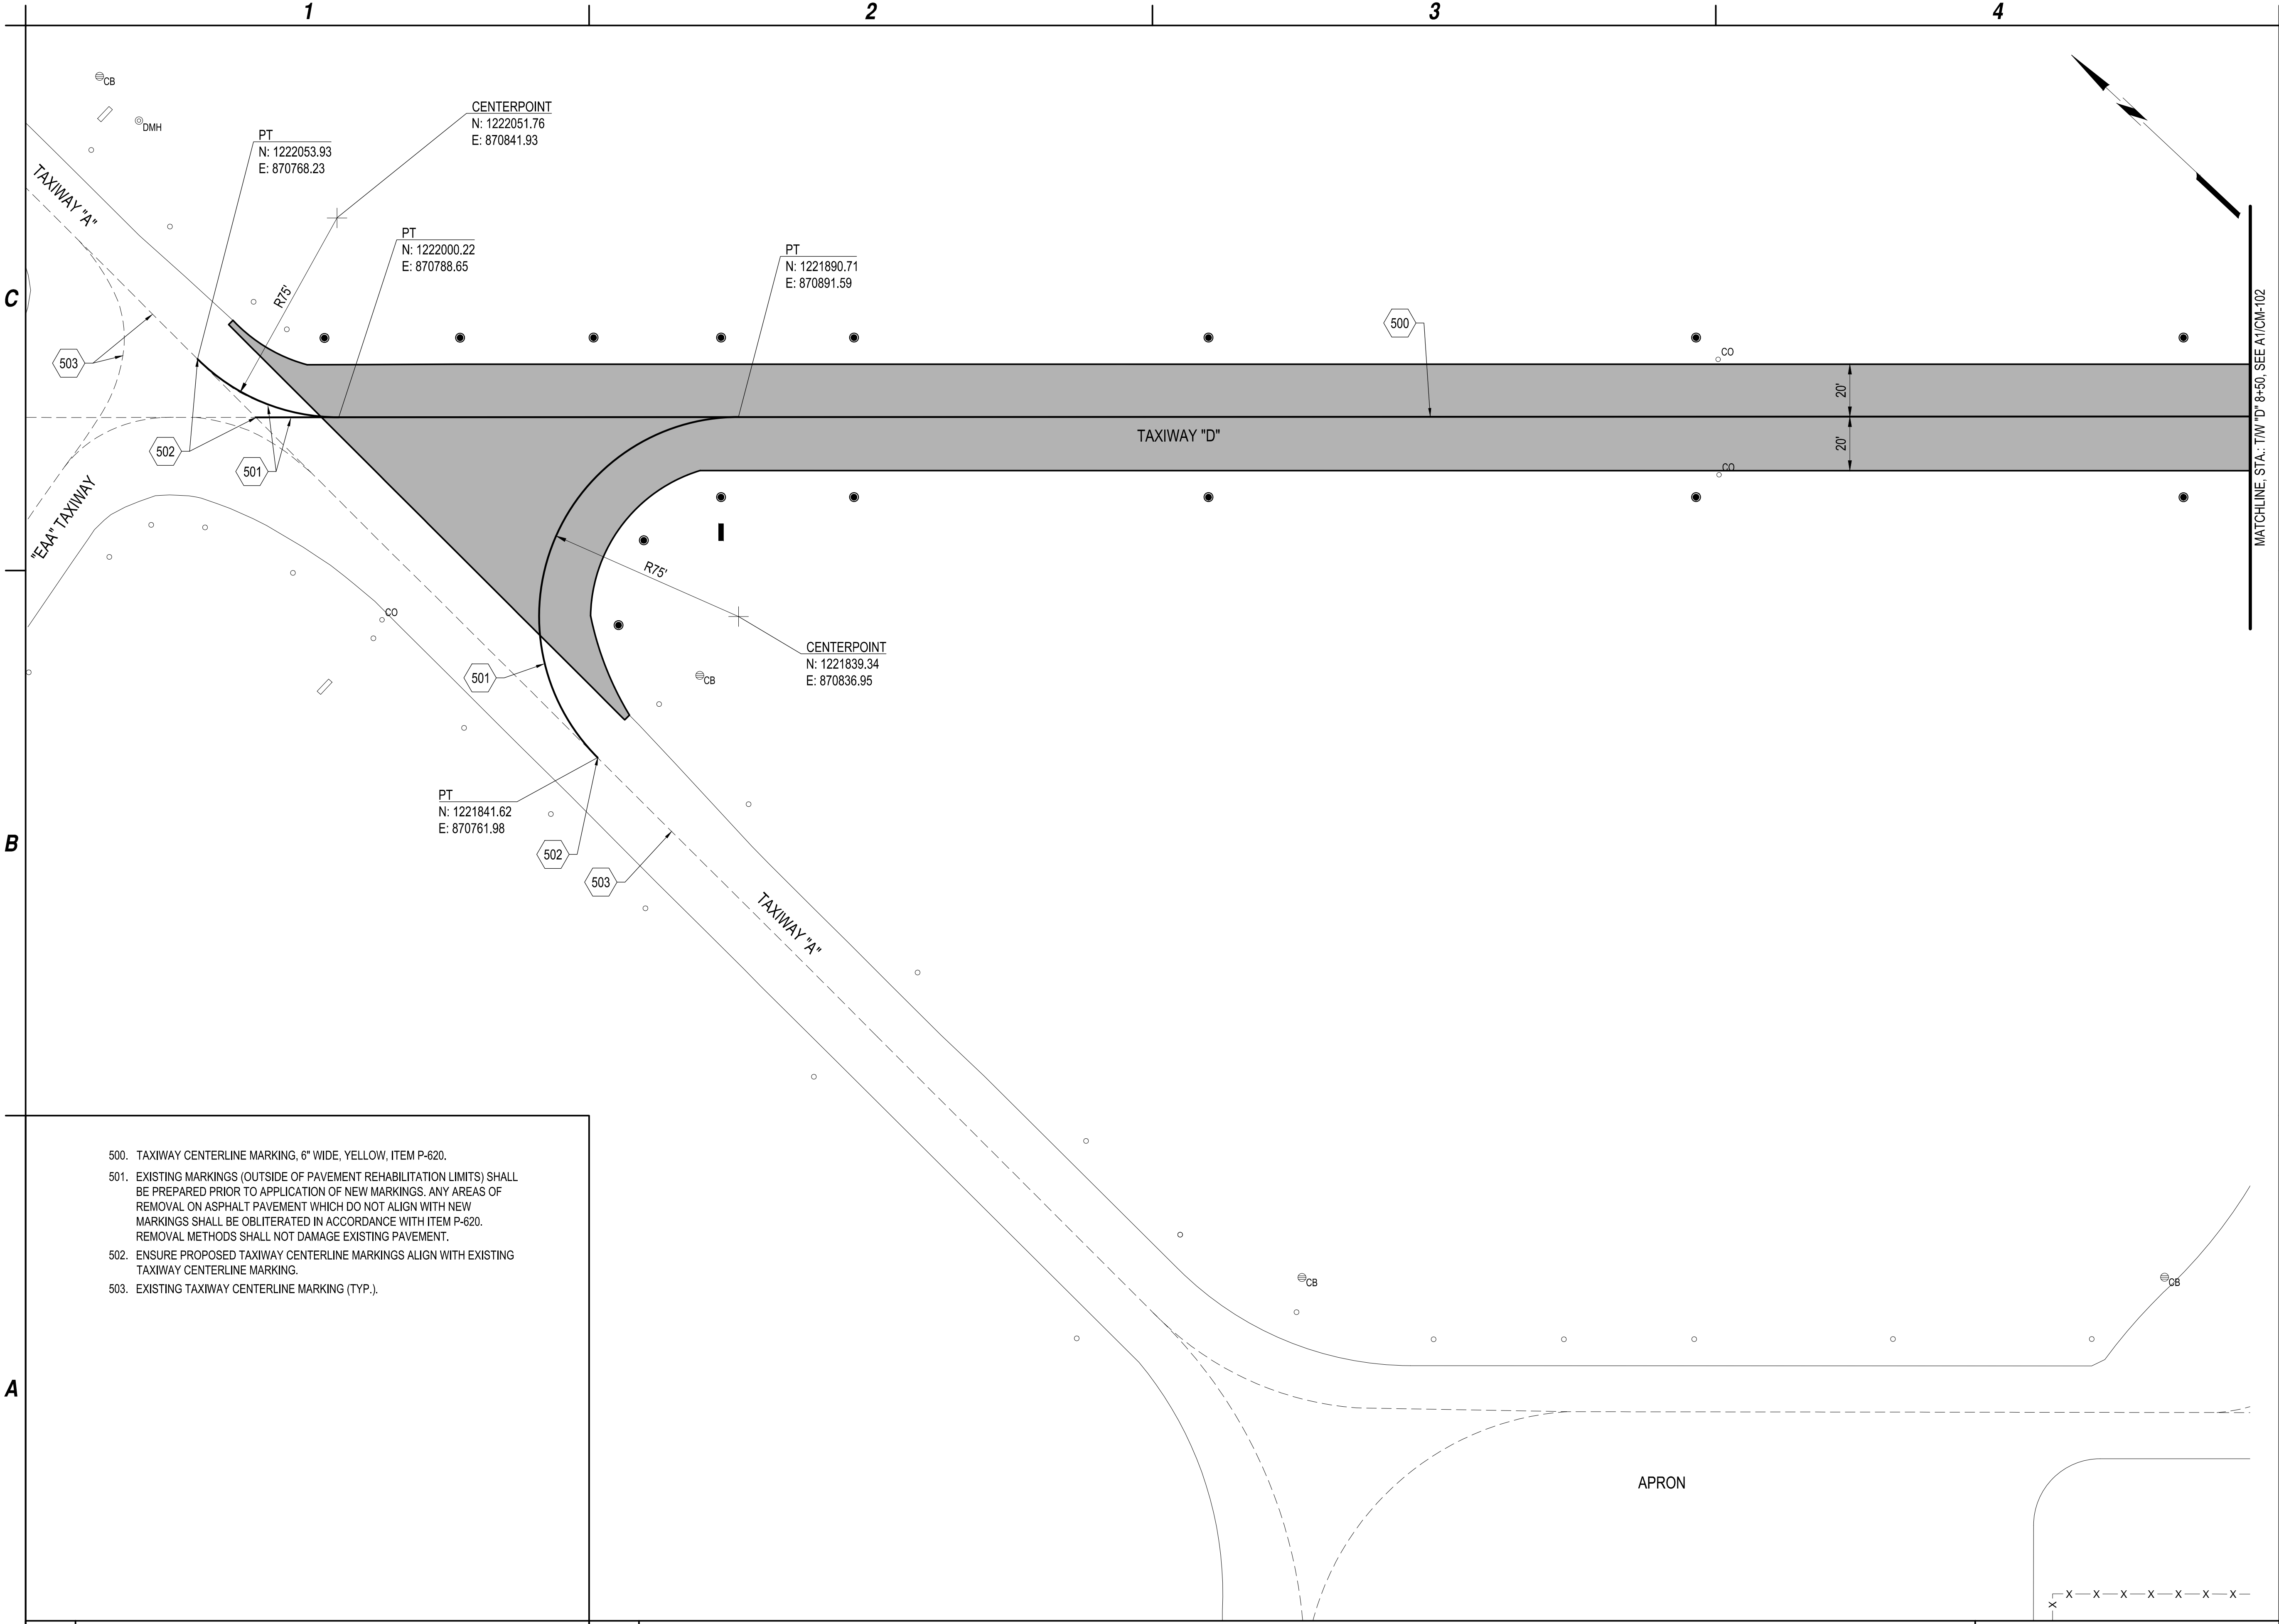 1
2
3
4
C
B
A
CB
DMH
TAXIWAY "A"
PT
N: 1222053.93
E: 870768.23
CENTERPOINT
N: 1222051.76
E: 870841.93
R75'
PT
N: 1222000.22
E: 870788.65
PT
N: 1221890.71
E: 870891.59
500
503
502
501
"EAA" TAXIWAY
TAXIWAY "D"
20'
20'
CO
CO
MATCHLINE, STA.: T/W "D" 8+50, SEE A1/CM-102
CO
R75'
CENTERPOINT
N: 1221839.34
E: 870836.95
CB
501
PT
N: 1221841.62
E: 870761.98
502
503
TAXIWAY "A"
500. TAXIWAY CENTERLINE MARKING, 6" WIDE, YELLOW, ITEM P-620.
501. EXISTING MARKINGS (OUTSIDE OF PAVEMENT REHABILITATION LIMITS) SHALL
BE PREPARED PRIOR TO APPLICATION OF NEW MARKINGS. ANY AREAS OF
REMOVAL ON ASPHALT PAVEMENT WHICH DO NOT ALIGN WITH NEW
MARKINGS SHALL BE OBLITERATED IN ACCORDANCE WITH ITEM P-620.
REMOVAL METHODS SHALL NOT DAMAGE EXISTING PAVEMENT.
502. ENSURE PROPOSED TAXIWAY CENTERLINE MARKINGS ALIGN WITH EXISTING
TAXIWAY CENTERLINE MARKING.
503. EXISTING TAXIWAY CENTERLINE MARKING (TYP.).
CB
CB
APRON
X X X X X X X
X